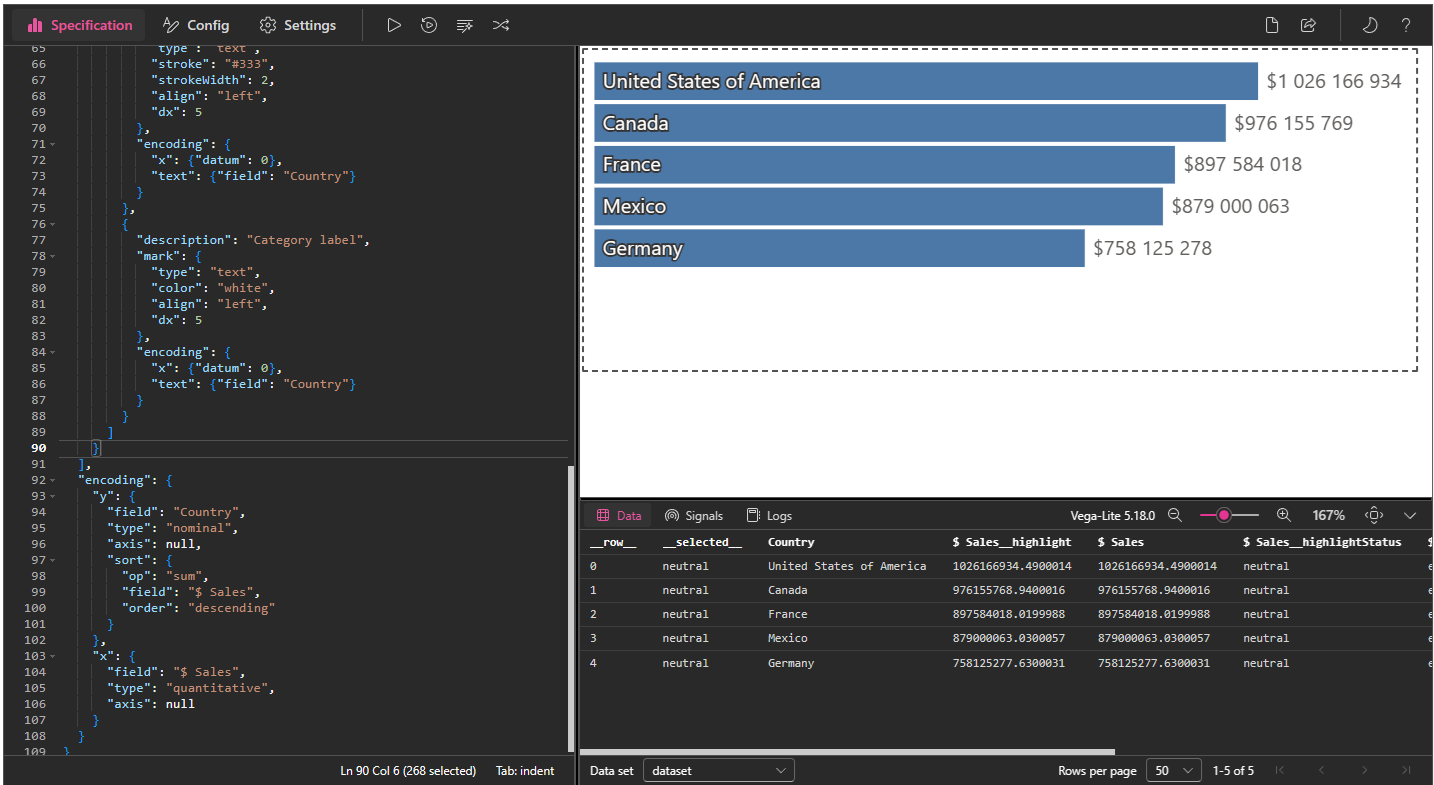 Specification Config Settings
65 "type": "text",
66 "stroke": "#333",
67 "strokeWidth": 2,
68 "align": "left",
69 "dx": 5
70 },
71 "encoding": {
72 "x": {"datum": 0},
73 "text": {"field": "Country"}
74 }
75 },
76 {
77 "description": "Category label",
78 "mark": {
79 "type": "text",
80 "color": "white",
81 "align": "left",
82 "dx": 5
83 },
84 "encoding": {
85 "x": {"datum": 0},
86 "text": {"field": "Country"}
87 }
88 }
89 ]
90 }
91 ],
92 "encoding": {
93 "y": {
94 "field": "Country",
95 "type": "nominal",
96 "axis": null,
97 "sort": {
98 "op": "sum",
99 "field": "$ Sales",
100 "order": "descending"
101 }
102 },
103 "x": {
104 "field": "$ Sales",
105 "type": "quantitative",
106 "axis": null
107 }
108 }
109 }
Ln 90 Col 6 (268 selected) Tab: indent
United States of America $1 026 166 934
Canada $976 155 769
France $897 584 018
Mexico $879 000 063
Germany $758 125 278
Data Signals Logs Vega-Lite 5.18.0 167%
__row__ __selected__ Country $ Sales__highlight $ Sales $ Sales__highlightStatus $
0 neutral United States of America 1026166934.4900014 1026166934.4900014 neutral
1 neutral Canada 976155768.9400016 976155768.9400016 neutral
2 neutral France 897584018.0199988 897584018.0199988 neutral
3 neutral Mexico 879000063.0300057 879000063.0300057 neutral
4 neutral Germany 758125277.6300031 758125277.6300031 neutral
Data set dataset Rows per page 50 1-5 of 5